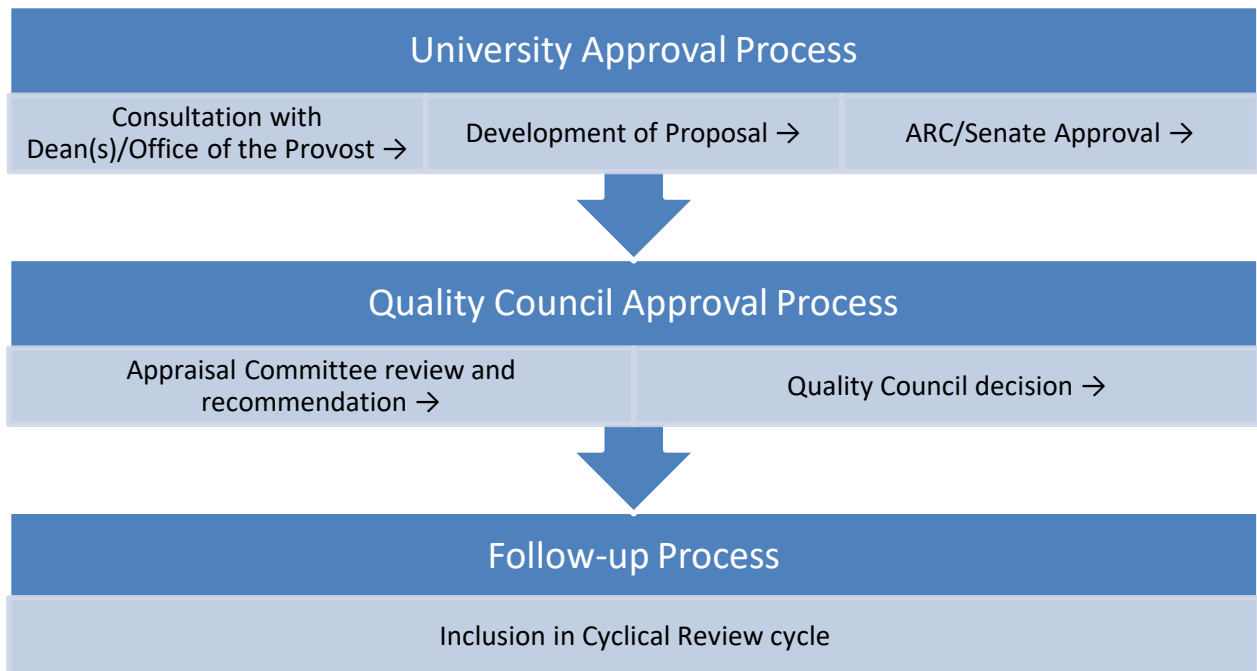 University Approval Process
Consultation with
Dean(s)/Office of the Provost →
Development of Proposal →
ARC/Senate Approval →
Quality Council Approval Process
Appraisal Committee review and
recommendation →
Quality Council decision →
Follow-up Process
Inclusion in Cyclical Review cycle